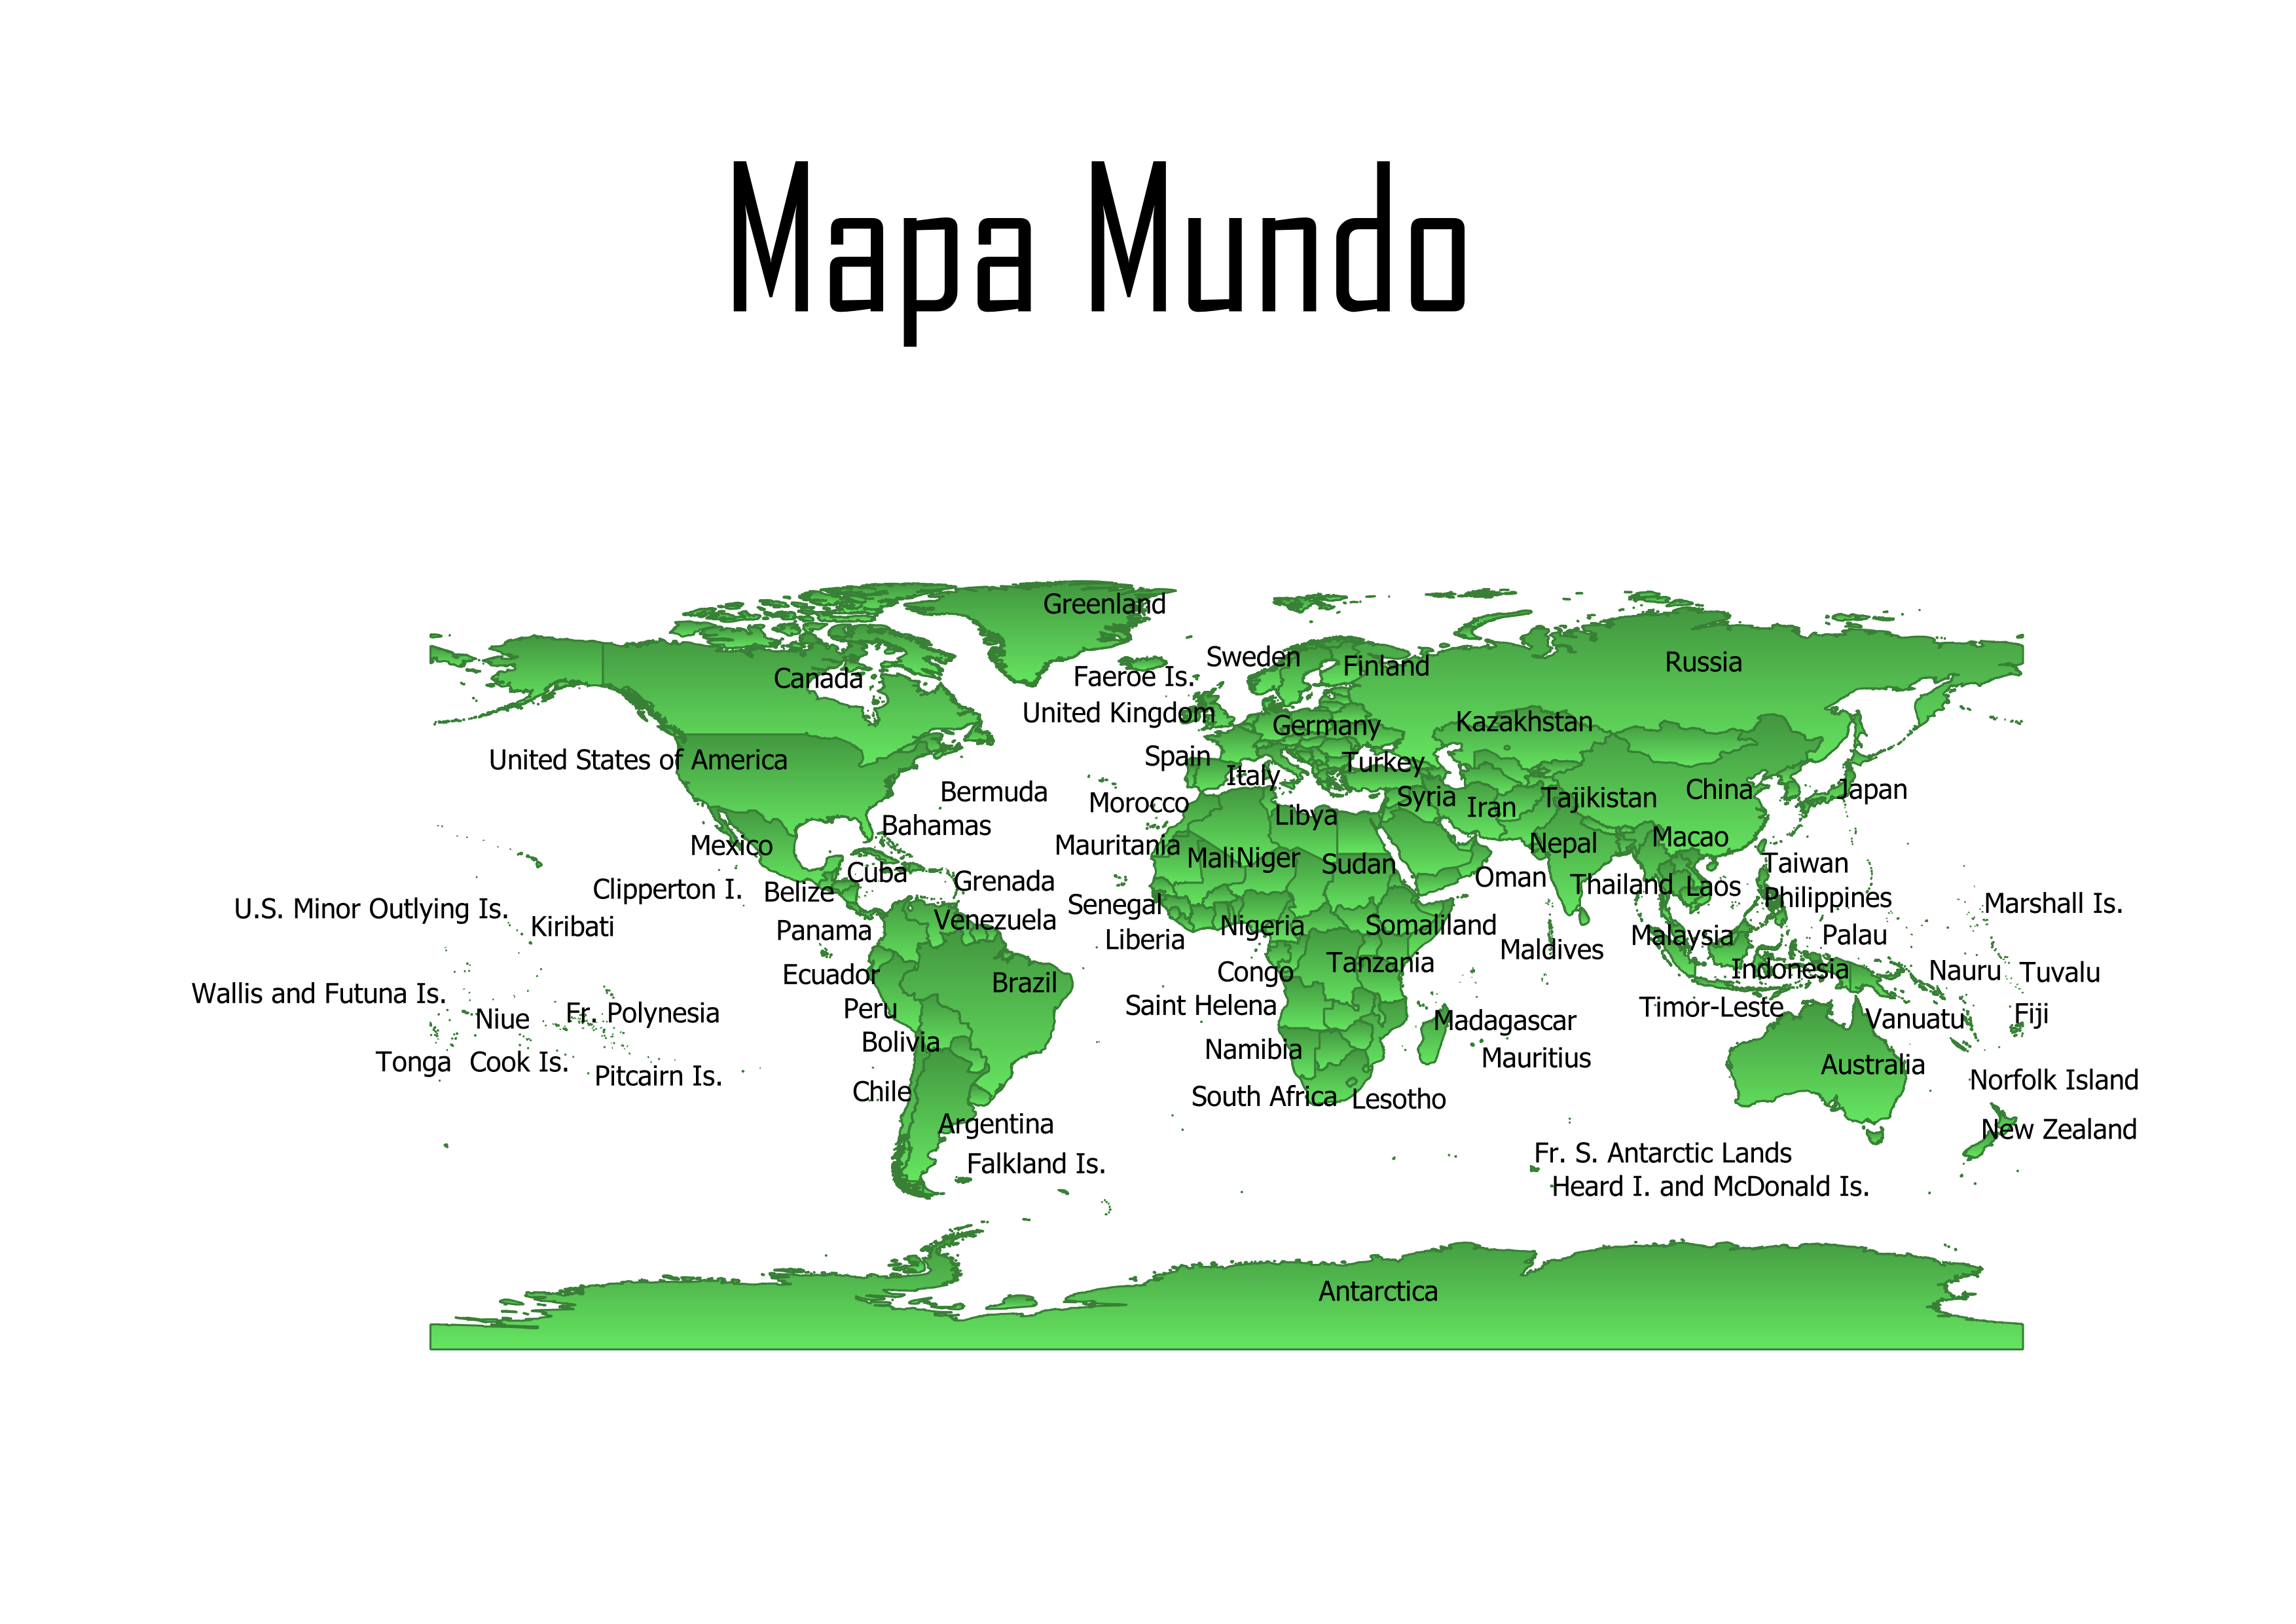 Mapa Mundo
Greenland
Sweden
Finland
Russia
Canada
Faeroe Is.
United Kingdom
Germany
Kazakhstan
United States of America
Spain
Italy
Turkey
Bermuda
Morocco
Libya
Syria
Iran
Tajikistan
China
Japan
Bahamas
Mexico
Mauritania
Mali
Niger
Sudan
Nepal
Macao
Taiwan
Cuba
Clipperton I.
Belize
Grenada
Oman
Thailand
Laos
Philippines
U.S. Minor Outlying Is.
Kiribati
Panama
Venezuela
Senegal
Liberia
Nigeria
Somaliland
Maldives
Malaysia
Palau
Marshall Is.
Ecuador
Brazil
Congo
Tanzania
Indonesia
Nauru
Tuvalu
Wallis and Futuna Is.
Niue
Fr. Polynesia
Peru
Saint Helena
Madagascar
Timor-Leste
Vanuatu
Fiji
Bolivia
Namibia
Mauritius
Tonga
Cook Is.
Pitcairn Is.
Chile
South Africa
Lesotho
Australia
Norfolk Island
Argentina
New Zealand
Falkland Is.
Fr. S. Antarctic Lands
Heard I. and McDonald Is.
Antarctica